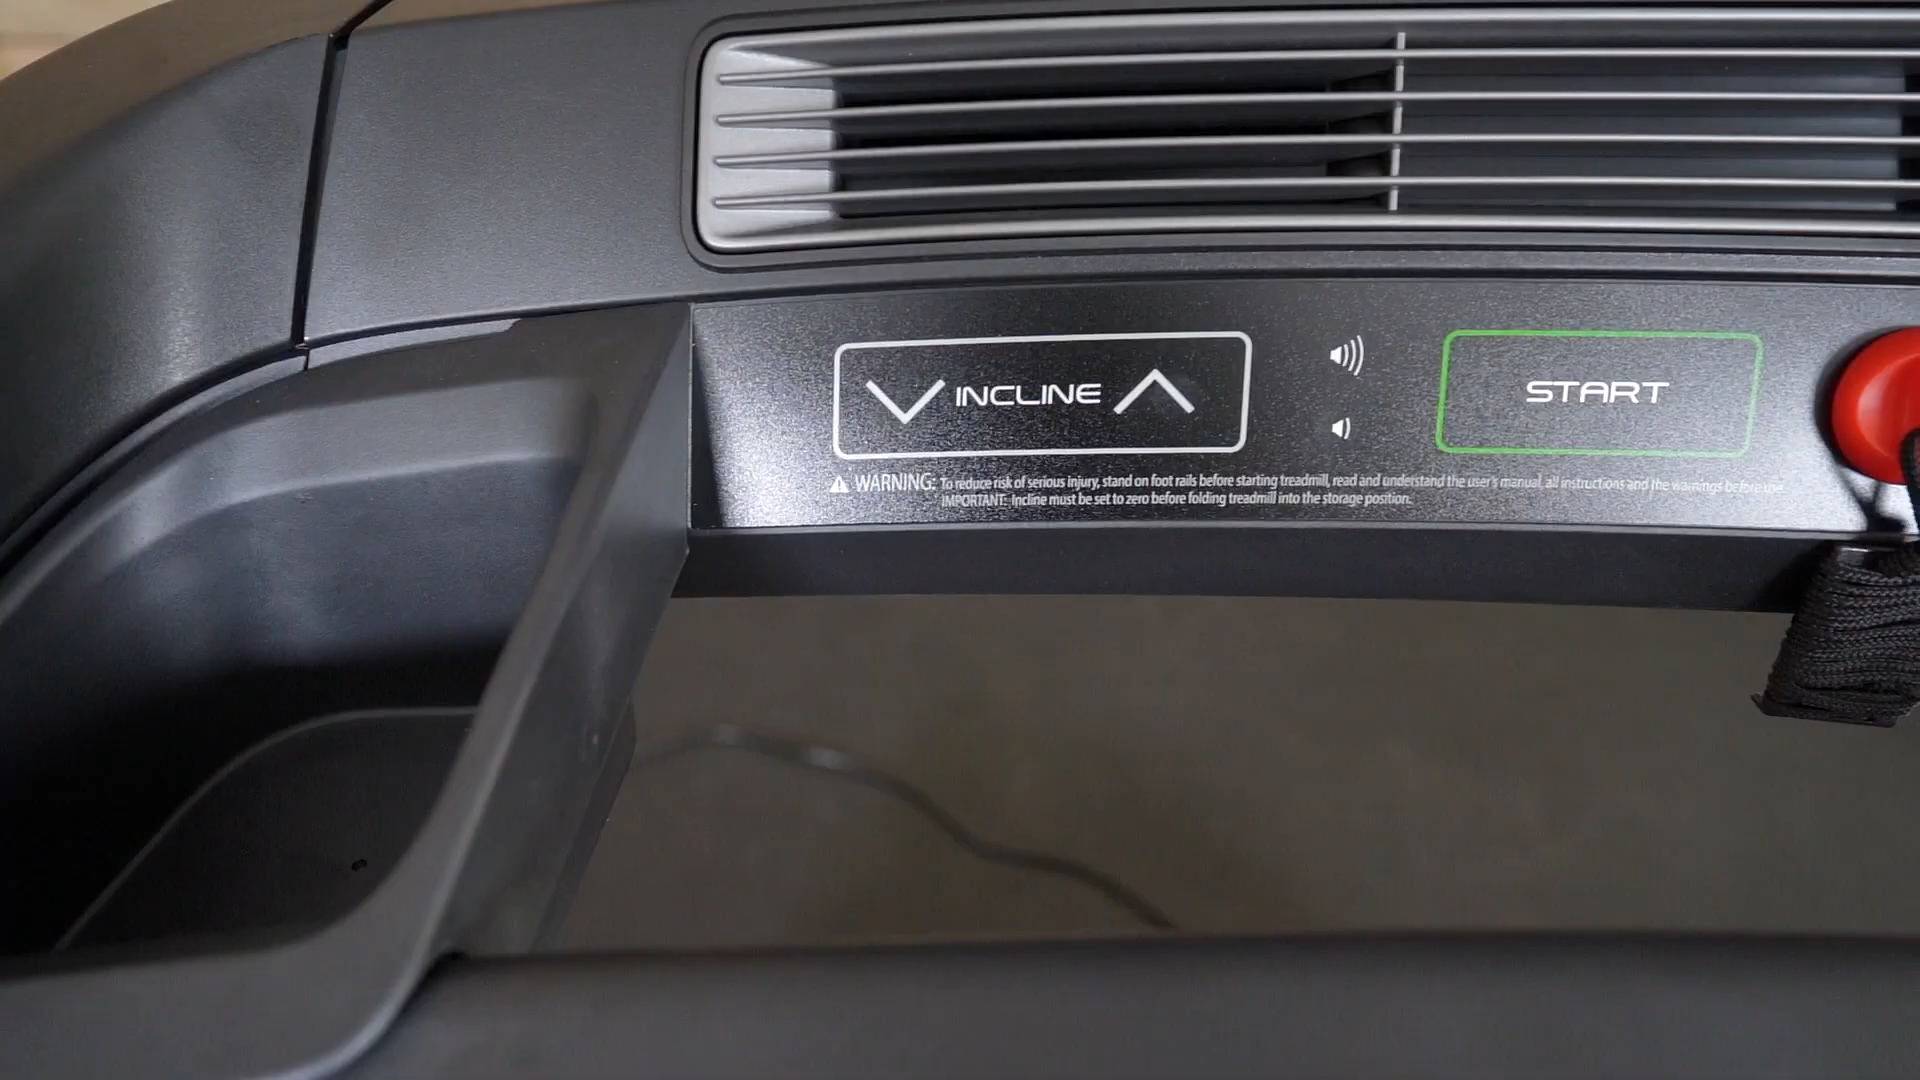 INCLINE
START
WARNING: To reduce risk of serious injury, stand on foot rails before starting treadmill, read and understand the user's manual, all instructions and the warnings before use.
IMPORTANT: Incline must be set to zero before folding treadmill into the storage position.